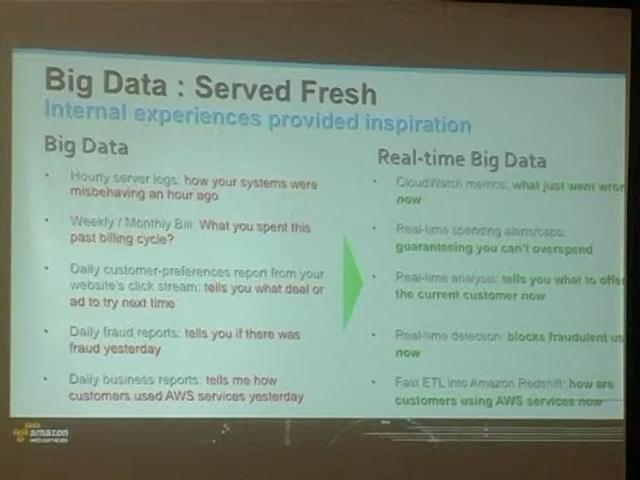 Big Data : Served Fresh
Internal experiences provided inspiration
Big Data
• Hourly server logs: how your systems were
misbehaving an hour ago
• Weekly / Monthly Bill: What you spent this
past billing cycle?
• Daily customer-preferences report from your
website's click stream: tells you what deal or
ad to try next time
• Daily fraud reports: tells you if there was
fraud yesterday
• Daily business reports: tells me how
customers used AWS services yesterday
Real-time Big Data
• CloudWatch metrics: what just went wron
now
• Real-time spending alerts/caps:
guaranteeing you can't overspend
• Real-time analysis: tells you what to offe
the current customer now
• Real-time detection: blocks fraudulent us
now
• Fast ETL into Amazon Redshift: how are
customers using AWS services now
amazon
webservices